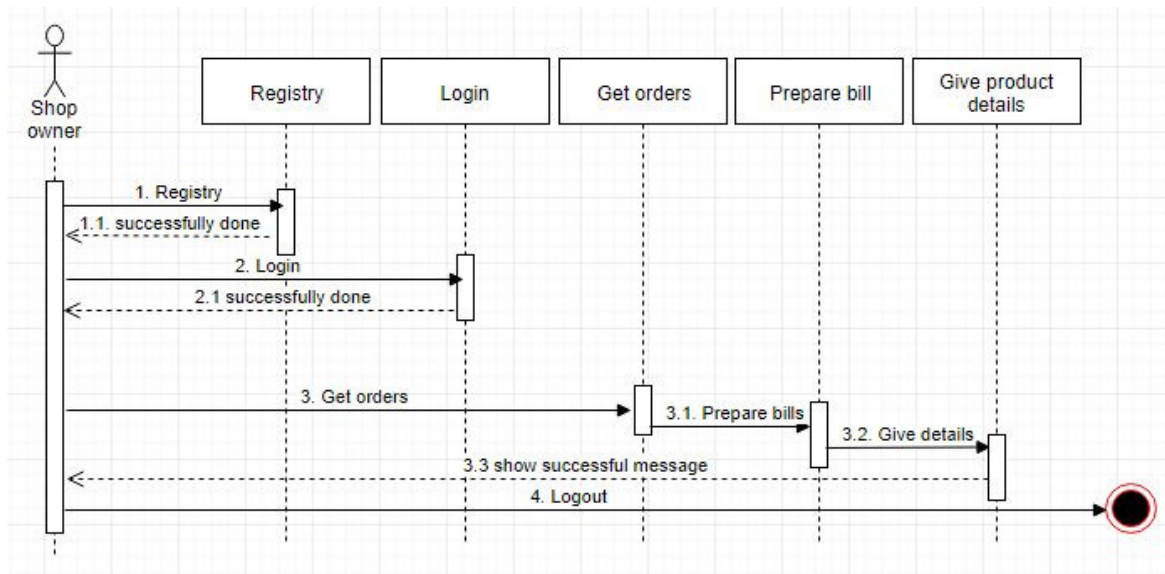 Shop
owner
Registry
Login
Get orders
Prepare bill
Give product
details
1. Registry
1.1. successfully done
2. Login
2.1 successfully done
3. Get orders
3.1. Prepare bills
3.2. Give details
3.3 show successful message
4. Logout